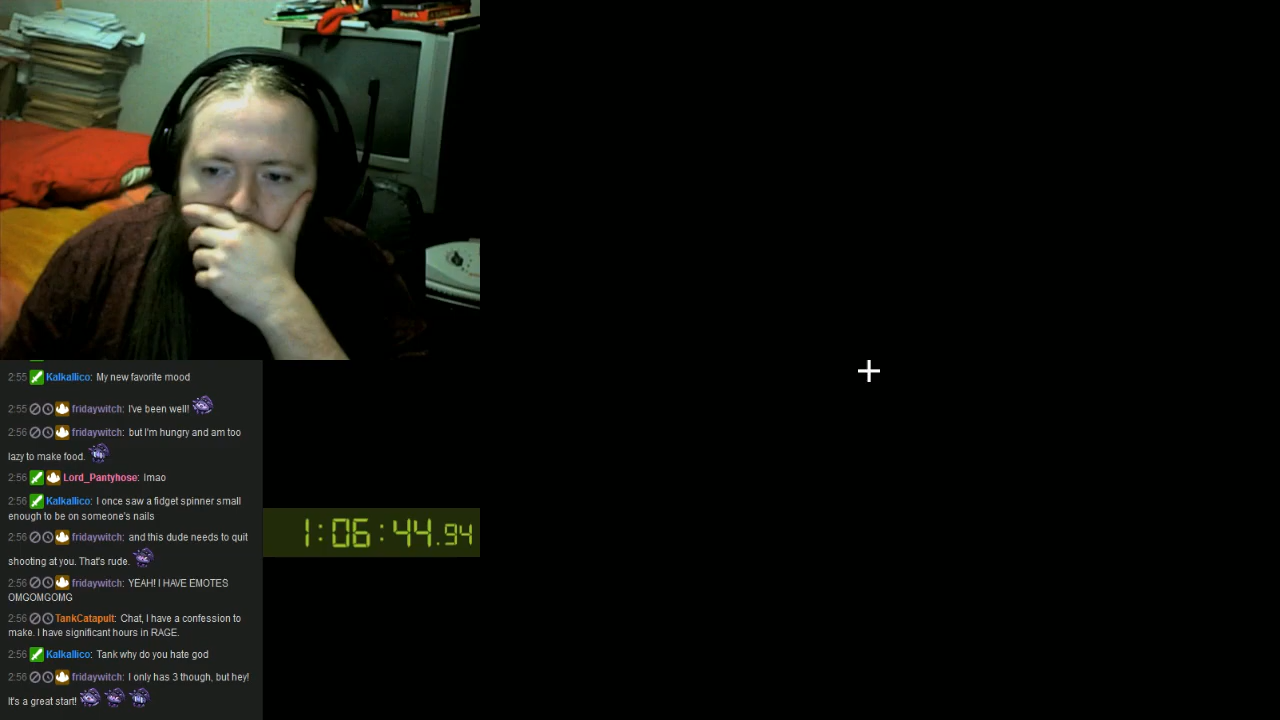 2:55 Kalkallico: My new favorite mood
2:55 fridaywitch: I've been well!
2:56 fridaywitch: but I'm hungry and am too
lazy to make food.
2:56 Lord_Pantyhose: lmao
2:56 Kalkallico: I once saw a fidget spinner small
enough to be on someone's nails
2:56 fridaywitch: and this dude needs to quit
shooting at you. That's rude.
2:56 fridaywitch: YEAH! I HAVE EMOTES
OMGOMGOMG
2:56 TankCatapult: Chat, I have a confession to
make. I have significant hours in RAGE.
2:56 Kalkallico: Tank why do you hate god
2:56 fridaywitch: I only has 3 though, but hey!
It's a great start!
1:06:44.94